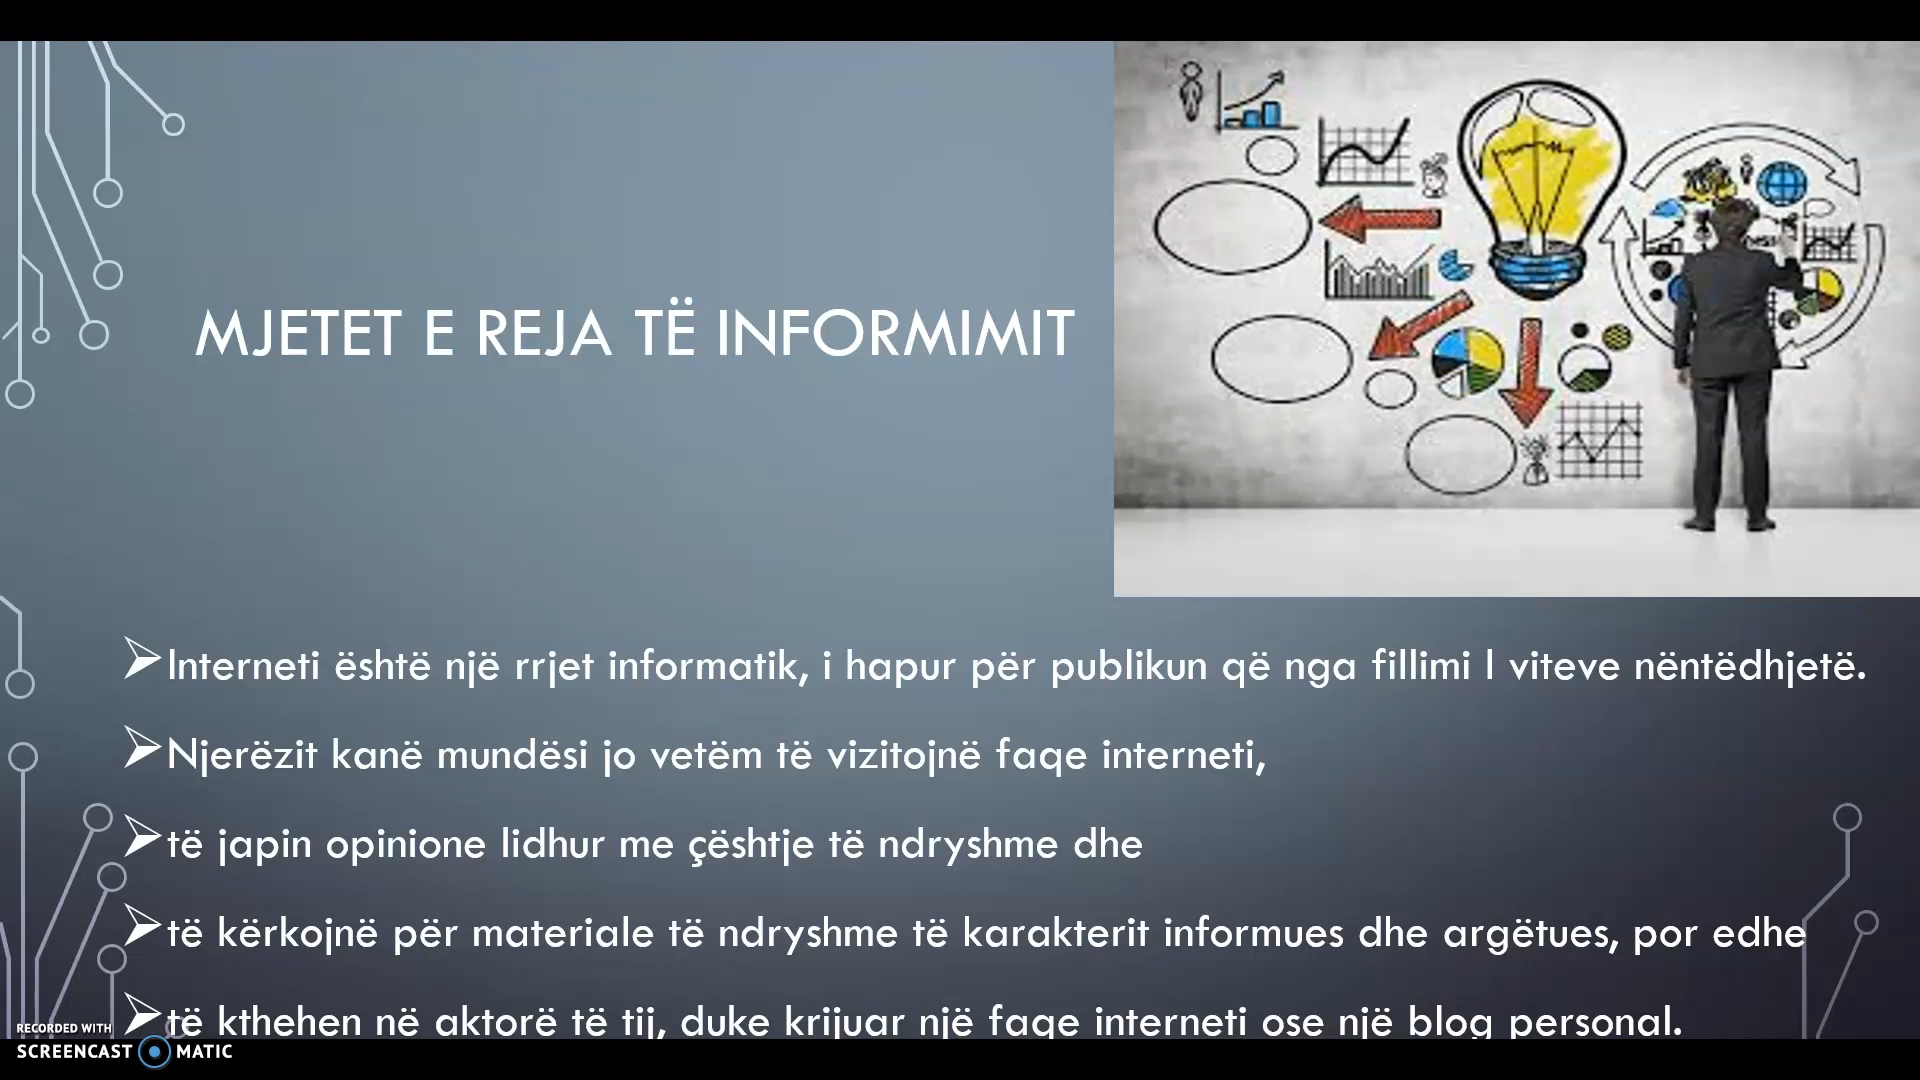 MJETET E REJA TË INFORMIMIT
Interneti është një rrjet informatik, i hapur për publikun që nga fillimi I viteve nëntëdhjetë.
Njerëzit kanë mundësi jo vetëm të vizitojnë faqe interneti,
të japin opinione lidhur me çështje të ndryshme dhe
të kërkojnë për materiale të ndryshme të karakterit informues dhe argëtues, por edhe
të kthehen në aktorë të tij, duke krijuar një faqe interneti ose një blog personal.
RECORDED WITH
SCREENCAST MATIC